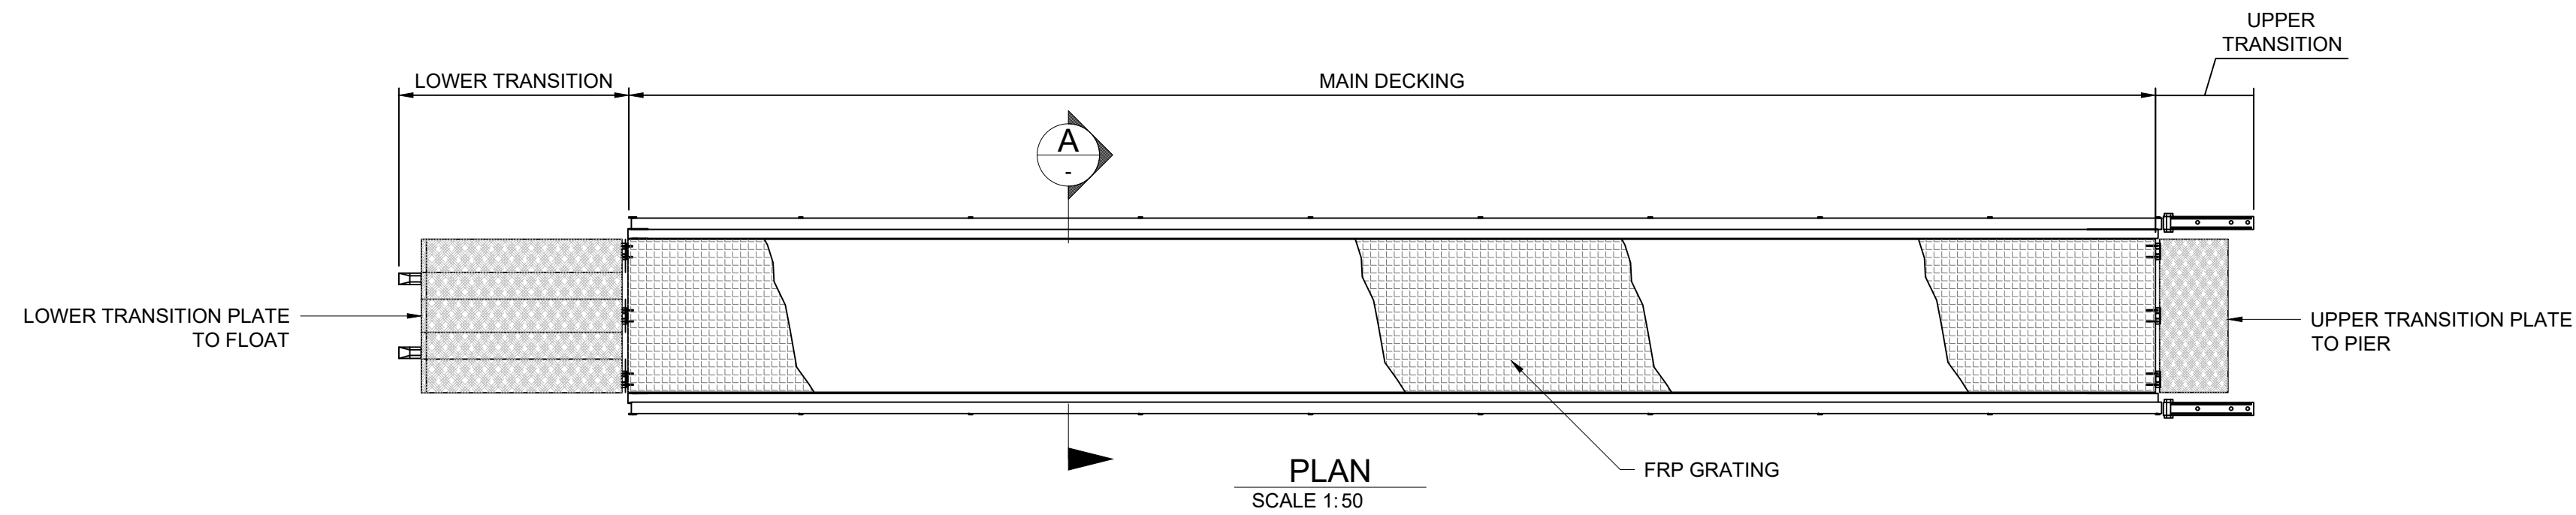 UPPER
TRANSITION
LOWER TRANSITION
MAIN DECKING
A
-
LOWER TRANSITION PLATE
TO FLOAT
UPPER TRANSITION PLATE
TO PIER
FRP GRATING
PLAN
SCALE 1:50